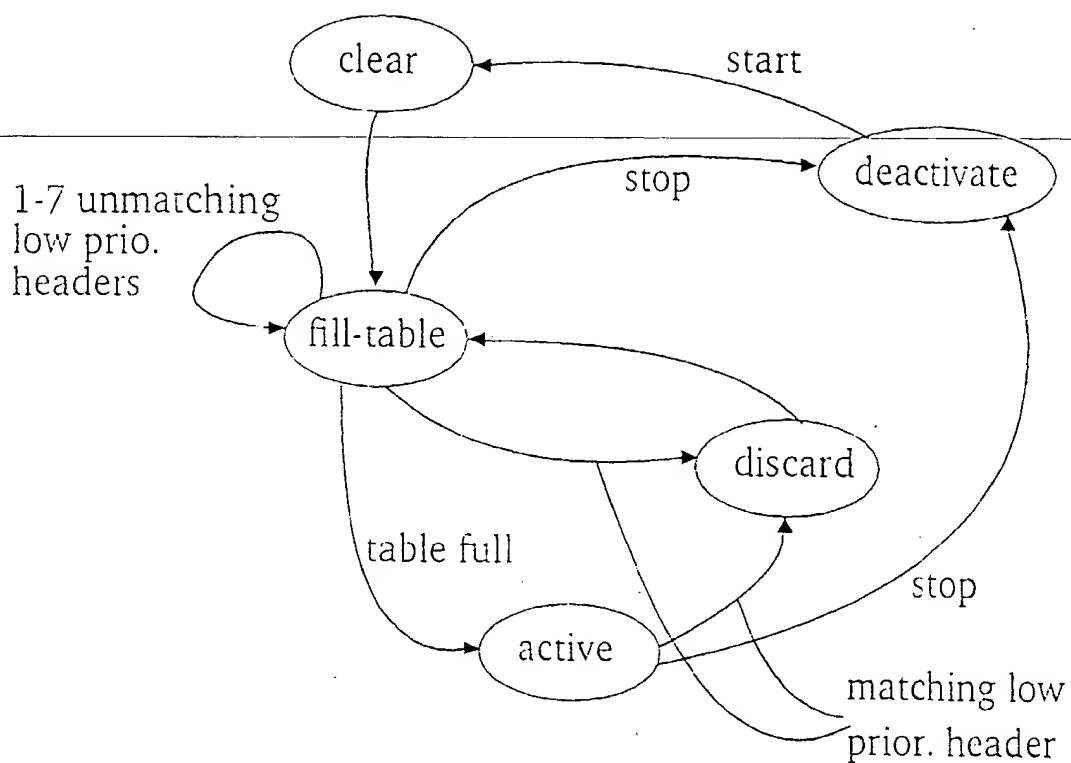 clear
start
deactivate
stop
1-7 unmatching
low prio.
headers
fill-table
discard
table full
stop
active
matching low
prior. header